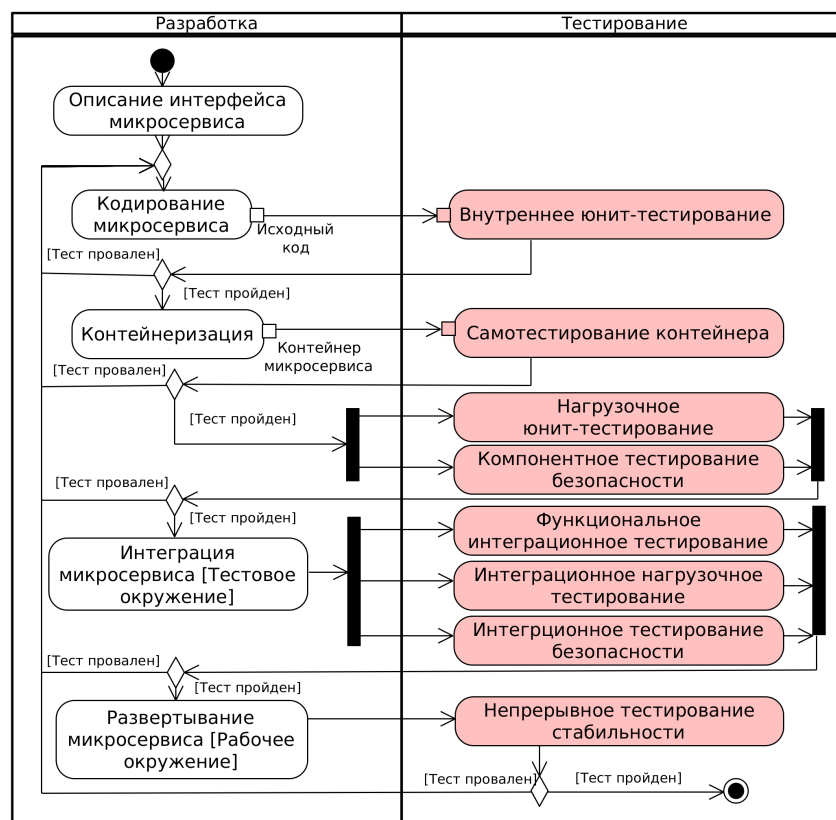 Разработка
Тестирование
Описание интерфейса
микросервиса
Кодирование
микросервиса
Исходный
код
Внутреннее юнит-тестирование
[Тест провален]
[Тест пройден]
Контейнеризация
Контейнер
микросервиса
Самотестирование контейнера
[Тест провален]
[Тест пройден]
Нагрузочное
юнит-тестирование
Компонентное тестирование
безопасности
[Тест провален]
[Тест пройден]
Функциональное
интеграционное тестирование
Интеграция
микросервиса [Тестовое
окружение]
Интеграционное нагрузочное
тестирование
Интегрционное тестирование
безопасности
[Тест провален]
[Тест пройден]
Развертывание
микросервиса [Рабочее
окружение]
Непрерывное тестирование
стабильности
[Тест провален]
[Тест пройден]